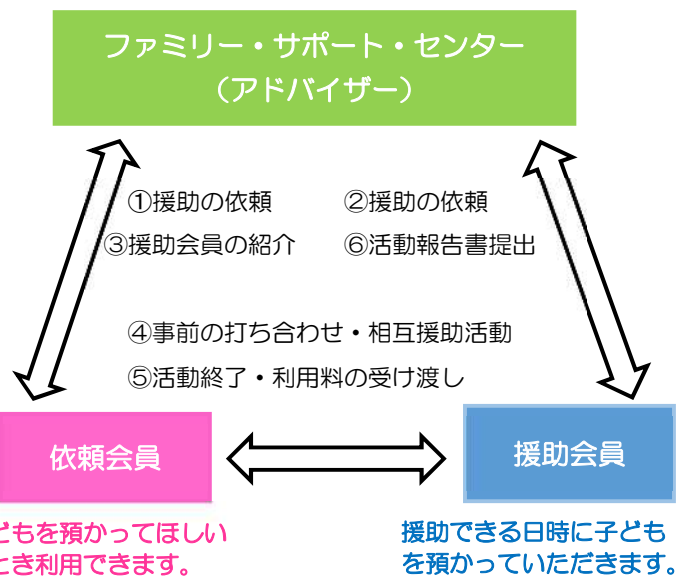 ファミリー・サポート・センター
（アドバイザー）
①援助の依頼
②援助の依頼
③援助会員の紹介
⑥活動報告書提出
④事前の打ち合わせ・相互援助活動
⑤活動終了・利用料の受け渡し
依頼会員
援助会員
どもを預かってほしい
とき利用できます。
援助できる日時に子ども
を預かっていただきます。